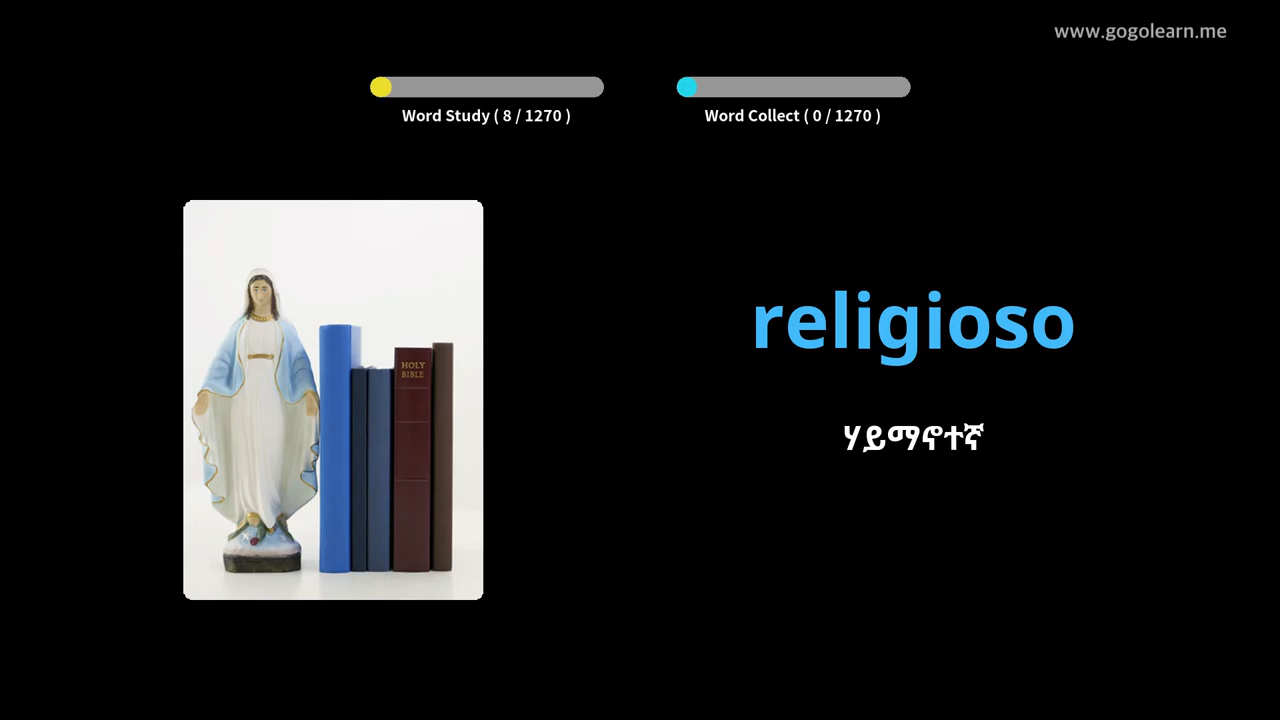 www.gogolearn.me
Word Study ( 8 / 1270 )
Word Collect ( 0 / 1270 )
religioso
ሃይማኖተኛ
HOLY
BIBLE